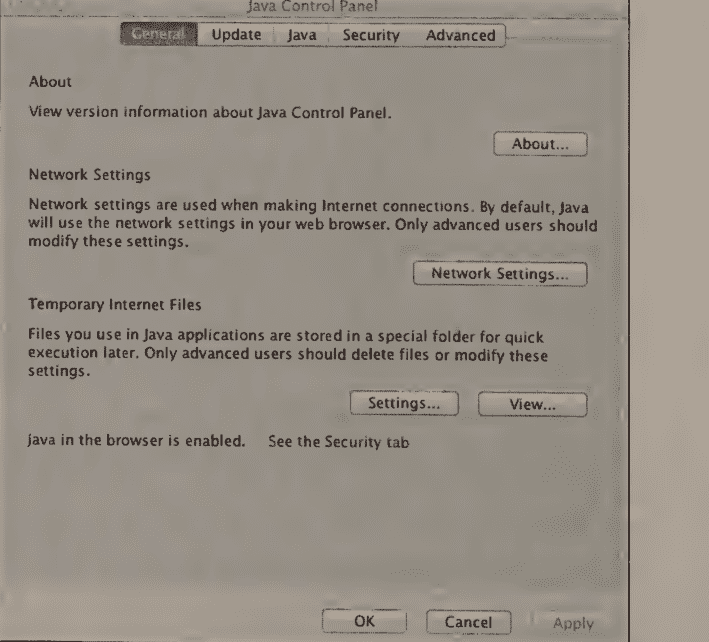 Java Control Panel
General Update Java Security Advanced
About
View version information about Java Control Panel.
About...
Network Settings
Network settings are used when making Internet connections. By default, Java
will use the network settings in your web browser. Only advanced users should
modify these settings.
Network Settings...
Temporary Internet Files
Files you use in Java applications are stored in a special folder for quick
execution later. Only advanced users should delete files or modify these
settings.
Settings... View...
Java in the browser is enabled. See the Security tab
OK Cancel Apply